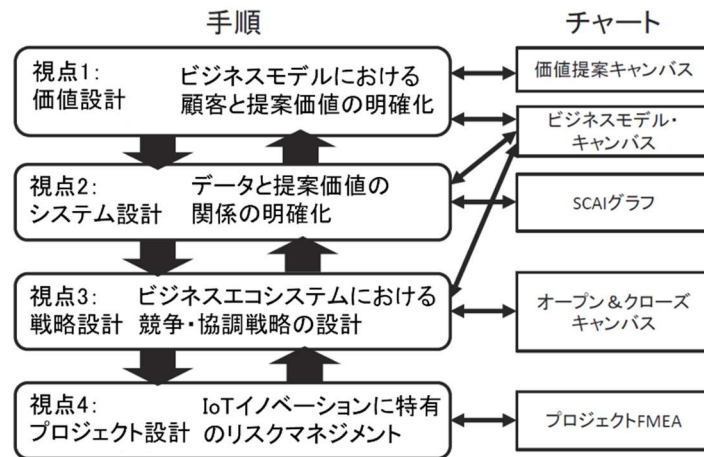 手順
チャート
視点1:
価値設計
ビジネスモデルにおける
顧客と提案価値の明確化
価値提案キャンバス
ビジネスモデル・
キャンバス
視点2:
システム設計
データと提案価値の
関係の明確化
SCAIグラフ
視点3:
戦略設計
ビジネスエコシステムにおける
競争・協調戦略の設計
オープン&クローズ
キャンバス
視点4:
プロジェクト設計
IoTイノベーションに特有
のリスクマネジメント
プロジェクトFMEA